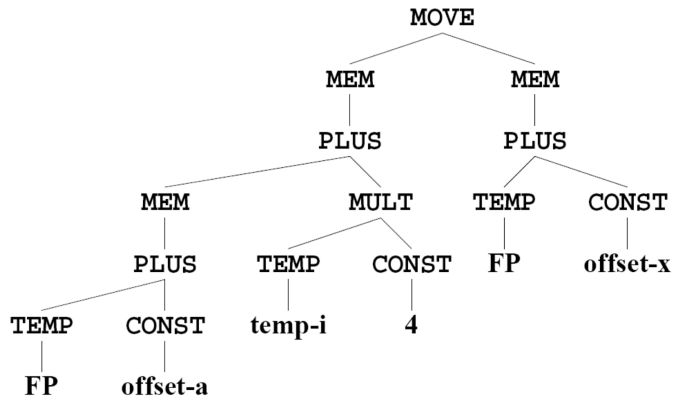 MOVE
MEM MEM
PLUS PLUS
MEM MULT TEMP CONST
PLUS TEMP CONST FP offset-x
TEMP CONST temp-i 4
FP offset-a